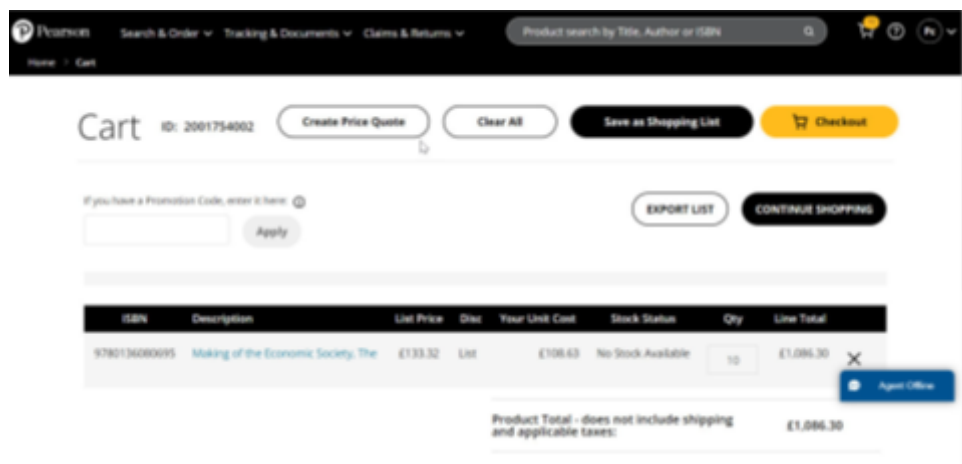 Pearson Search & Order Tracking & Documents Claims & Returns Product search by Title, Author or ISBN
Home > Cart
Cart ID: 2001754002 Create Price Quote Clear All Save as Shopping List Checkout
If you have a Promotion Code, enter it here:
Apply EXPORT LIST CONTINUE SHOPPING
ISBN Description List Price Disc Your Unit Cost Stock Status Qty Line Total
9780136080695 Making of the Economic Society, The £133.32 List £108.63 No Stock Available 10 £1,086.30
Agent Offline
Product Total - does not include shipping
and applicable taxes: £1,086.30